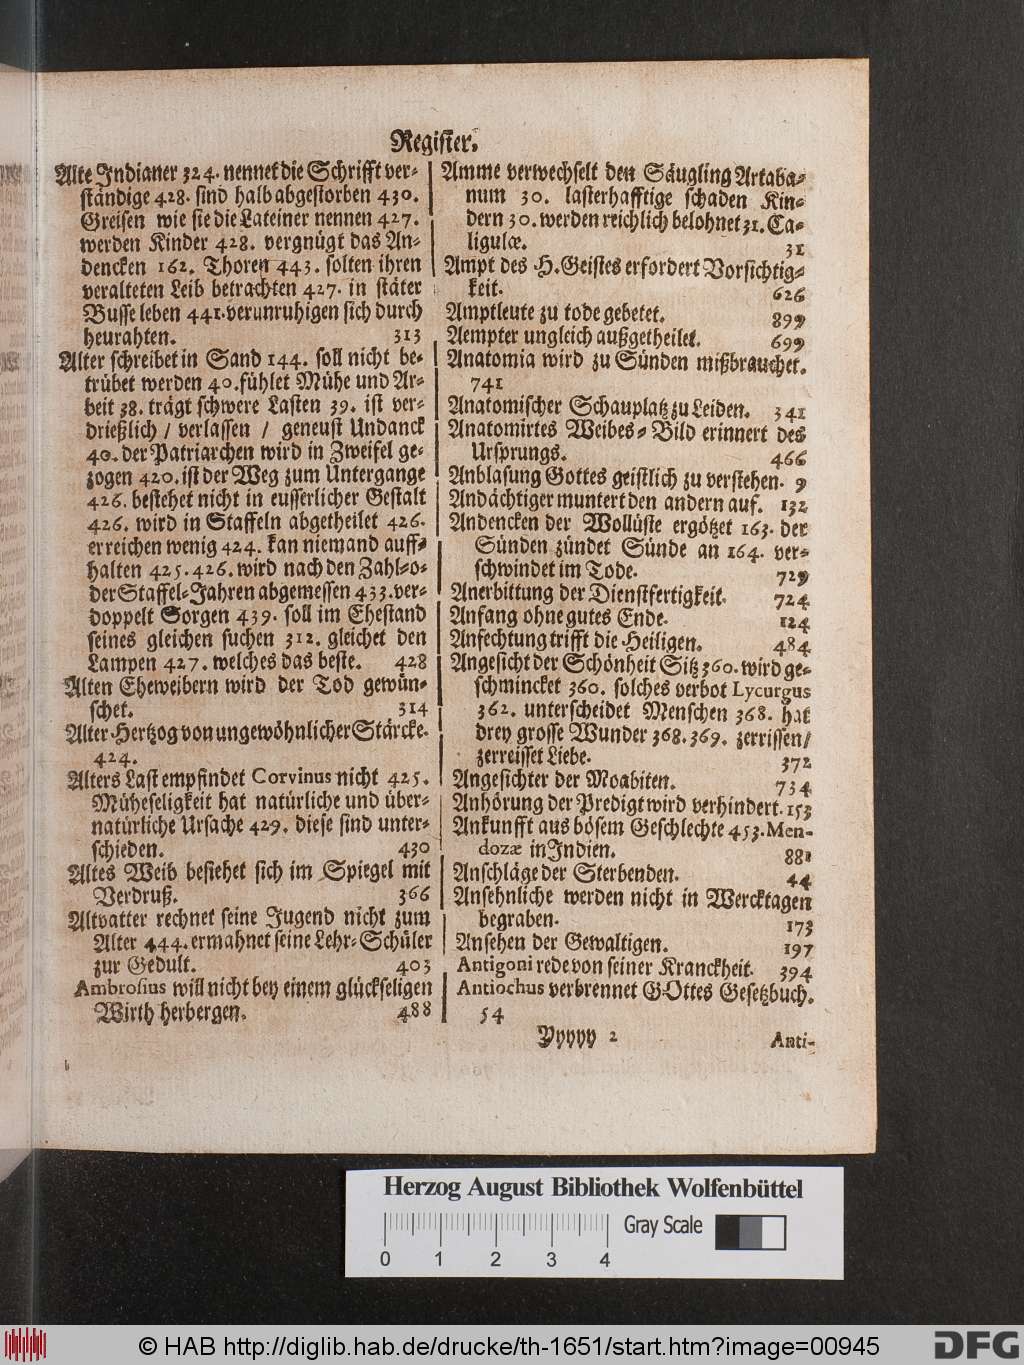 Register.
Alte Indianer 324. nennet die Schrifft ver-
ständige 428. sind halb abgestorben 430.
Greisen wie sie die Lateiner nennen 427.
werden Kinder 428. vergnügt das An-
dencken 162. Thoren 443. solten ihren
veralteten Leib betrachten 427. in stäter
Busse leben 441. verunruhigen sich durch
heurahten. 313
Alter schreibet in Sand 144. soll nicht be-
trübet werden 40. fühlet Mühe und Ar-
beit 38. trägt schwere Lasten 39. ist ver-
drießlich / verlassen / geneust Undanck
40. der Patriarchen wird in Zweifel ge-
zogen 420. ist der Weg zum Untergange
426. bestehet nicht in eusserlicher Gestalt
426. wird in Staffeln abgetheilet 426.
erreichen wenig 424. kan niemand auff-
halten 425. 426. wird nach den Zahl-o-
der Staffel-Jahren abgemessen 433. ver-
doppelt Sorgen 439. soll im Ehestand
seines gleichen suchen 312. gleichet den
Lampen 427. welches das beste. 428
Alten Eheweibern wird der Tod gewün-
schet. 314
Alter Hertzog von ungewöhnlicher Stärcke.
424.
Alters Last empfindet Corvinus nicht 425.
Müheseligkeit hat natürliche und über-
natürliche Ursache 429. diese sind unter-
schieden. 430
Altes Weib besiehet sich im Spiegel mit
Verdruß. 366
Altvatter rechnet seine Jugend nicht zum
Alter 444. ermahnet seine Lehr-Schüler
zur Gedult. 403
Ambrosius will nicht bey einem glückseligen
Wirth herbergen. 488
Amme verwechselt den Säugling Artaba-
num 30. lasterhafftige schaden Kin-
dern 30. werden reichlich belohnet 31. Ca-
ligulæ. 31
Ampt des H. Geistes erfordert Vorsichtig-
keit. 626
Amptleute zu tode gebetet. 899
Aempter ungleich außgetheilet. 699
Anatomia wird zu Sünden mißbrauchet.
741
Anatomischer Schauplatz zu Leiden. 341
Anatomirtes Weibes-Bild erinnert des
Ursprungs. 466
Anblasung Gottes geistlich zu verstehen. 9
Andächtiger muntert den andern auf. 132
Andencken der Wollüste ergötzet 163. der
Sünden zündet Sünde an 164. ver-
schwindet im Tode. 729
Anerbittung der Dienstfertigkeit. 724
Anfang ohne gutes Ende. 124
Anfechtung trifft die Heiligen. 484
Angesicht der Schönheit Sitz 360. wird ge-
schmincket 360. solches verbot Lycurgus
362. unterscheidet Menschen 368. hat
drey grosse Wunder 368. 369. zerrissen/
zerreisset Liebe. 372
Angesichter der Moabiten. 734
Anhörung der Predigt wird verhindert. 153
Ankunfft aus bösem Geschlechte 453. Men-
dozæ in Indien. 881
Anschläge der Sterbenden. 44
Ansehnliche werden nicht in Wercktagen
begraben. 173
Ansehen der Gewaltigen. 197
Antigoni rede von seiner Kranckheit. 394
Antiochus verbrennet GOttes Gesetzbuch.
54
Yyyyy 2 Anti-
Herzog August Bibliothek Wolfenbüttel
Gray Scale
0 1 2 3 4
© HAB http://diglib.hab.de/drucke/th-1651/start.htm?image=00945
DFG